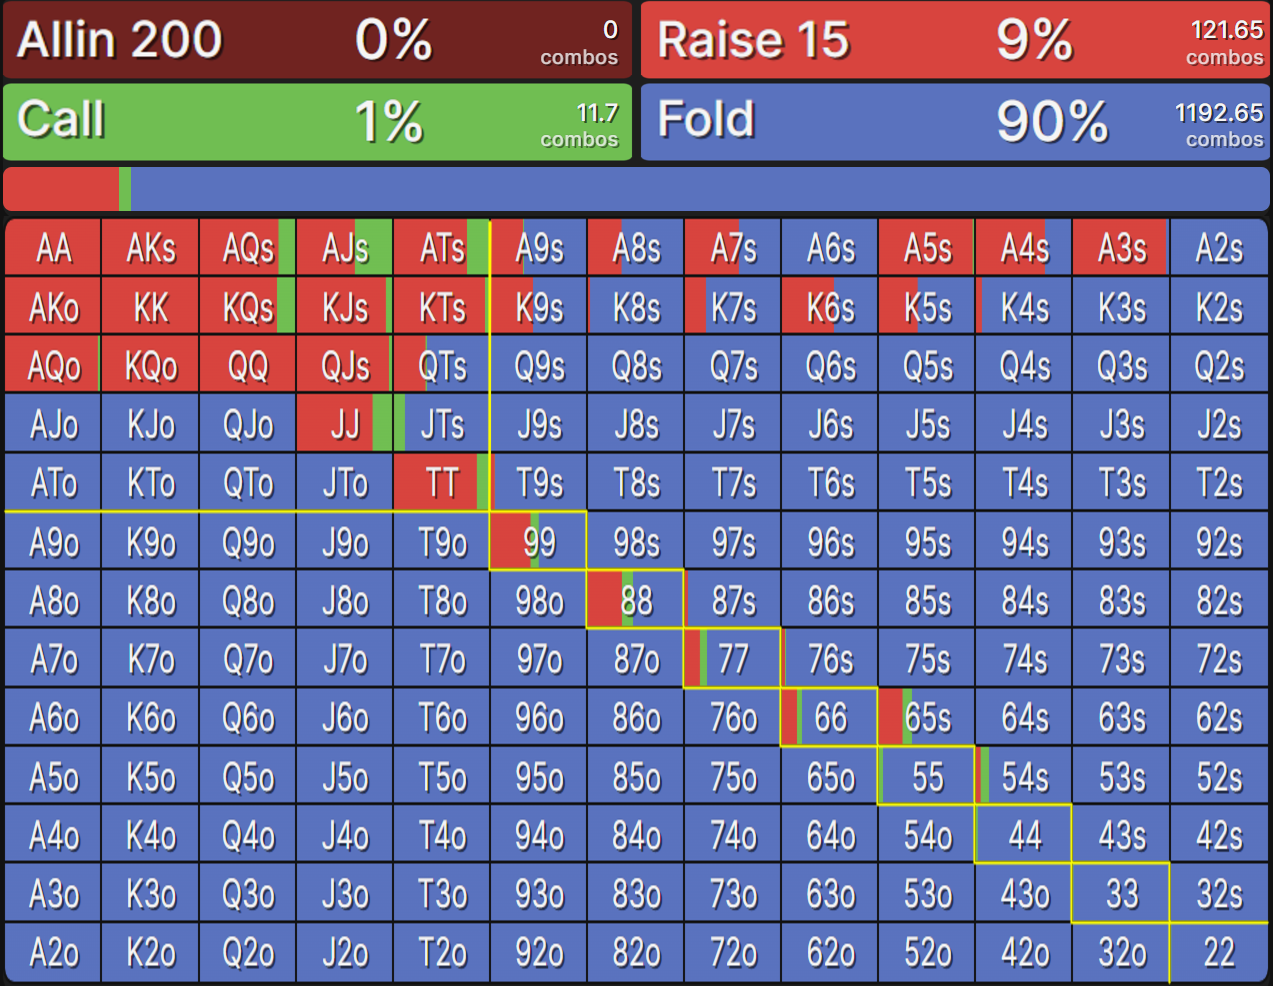 Allin 200 0% 0 combos Raise 15 9% 121.65 combos
Call 1% 11.7 combos Fold 90% 1192.65 combos
AA AKs AQs AJs ATs A9s A8s A7s A6s A5s A4s A3s A2s
AKo KK KQs KJs KTs K9s K8s K7s K6s K5s K4s K3s K2s
AQo KQo QQ QJs QTs Q9s Q8s Q7s Q6s Q5s Q4s Q3s Q2s
AJo KJo QJo JJ JTs J9s J8s J7s J6s J5s J4s J3s J2s
ATo KTo QTo JTo TT T9s T8s T7s T6s T5s T4s T3s T2s
A9o K9o Q9o J9o T9o 99 98s 97s 96s 95s 94s 93s 92s
A8o K8o Q8o J8o T8o 98o 88 87s 86s 85s 84s 83s 82s
A7o K7o Q7o J7o T7o 97o 87o 77 76s 75s 74s 73s 72s
A6o K6o Q6o J6o T6o 96o 86o 76o 66 65s 64s 63s 62s
A5o K5o Q5o J5o T5o 95o 85o 75o 65o 55 54s 53s 52s
A4o K4o Q4o J4o T4o 94o 84o 74o 64o 54o 44 43s 42s
A3o K3o Q3o J3o T3o 93o 83o 73o 63o 53o 43o 33 32s
A2o K2o Q2o J2o T2o 92o 82o 72o 62o 52o 42o 32o 22